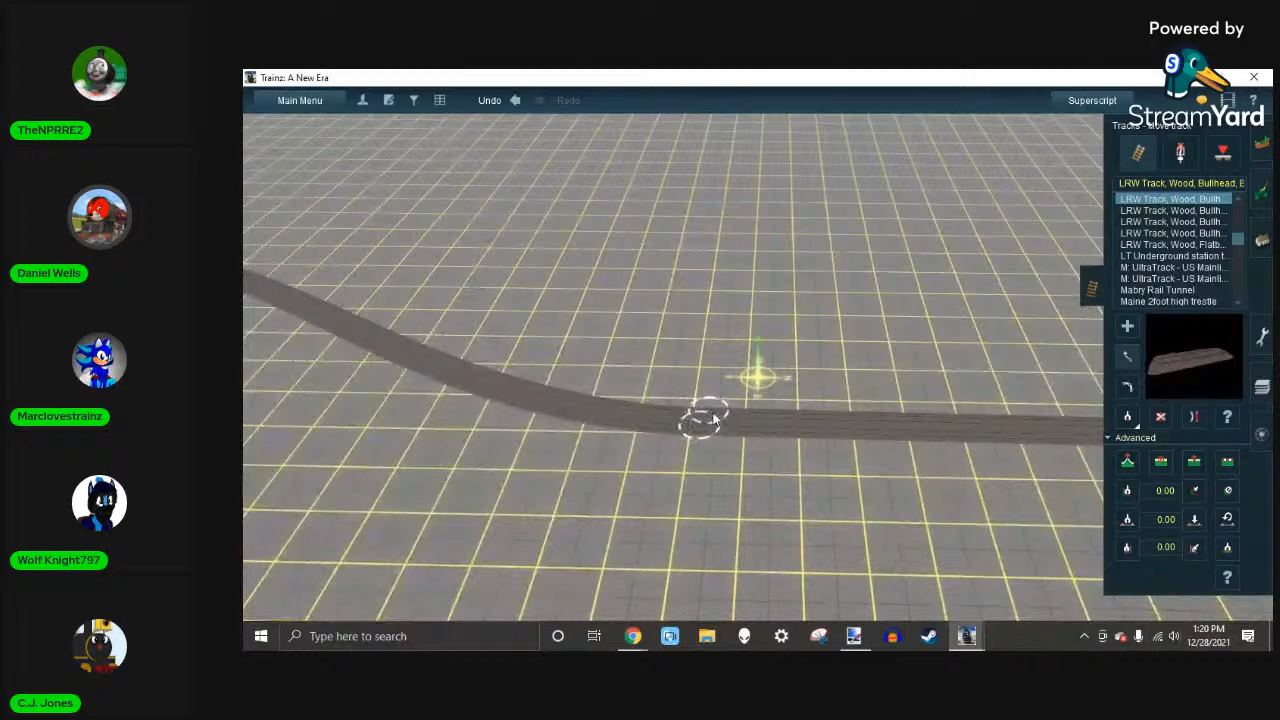 Powered by
StreamYard
TheNPRRE2
Daniel Wells
Marclovestrainz
Wolf Knight797
C.J. Jones
Trainz: A New Era
Main Menu
Undo
Redo
Superscript
?
Tracks - Move track
LRW Track, Wood, Bullhead, E
LRW Track, Wood, Bullh...
LRW Track, Wood, Bullh...
LRW Track, Wood, Bullh...
LRW Track, Wood, Bullh...
LRW Track, Wood, Flatb...
LT Underground station t...
M: UltraTrack - US Mainli...
M: UltraTrack - US Mainli...
Mabry Rail Tunnel
Maine 2foot high trestle
?
Advanced
0.00
0.00
0.00
?
Type here to search
1:20 PM
12/28/2021